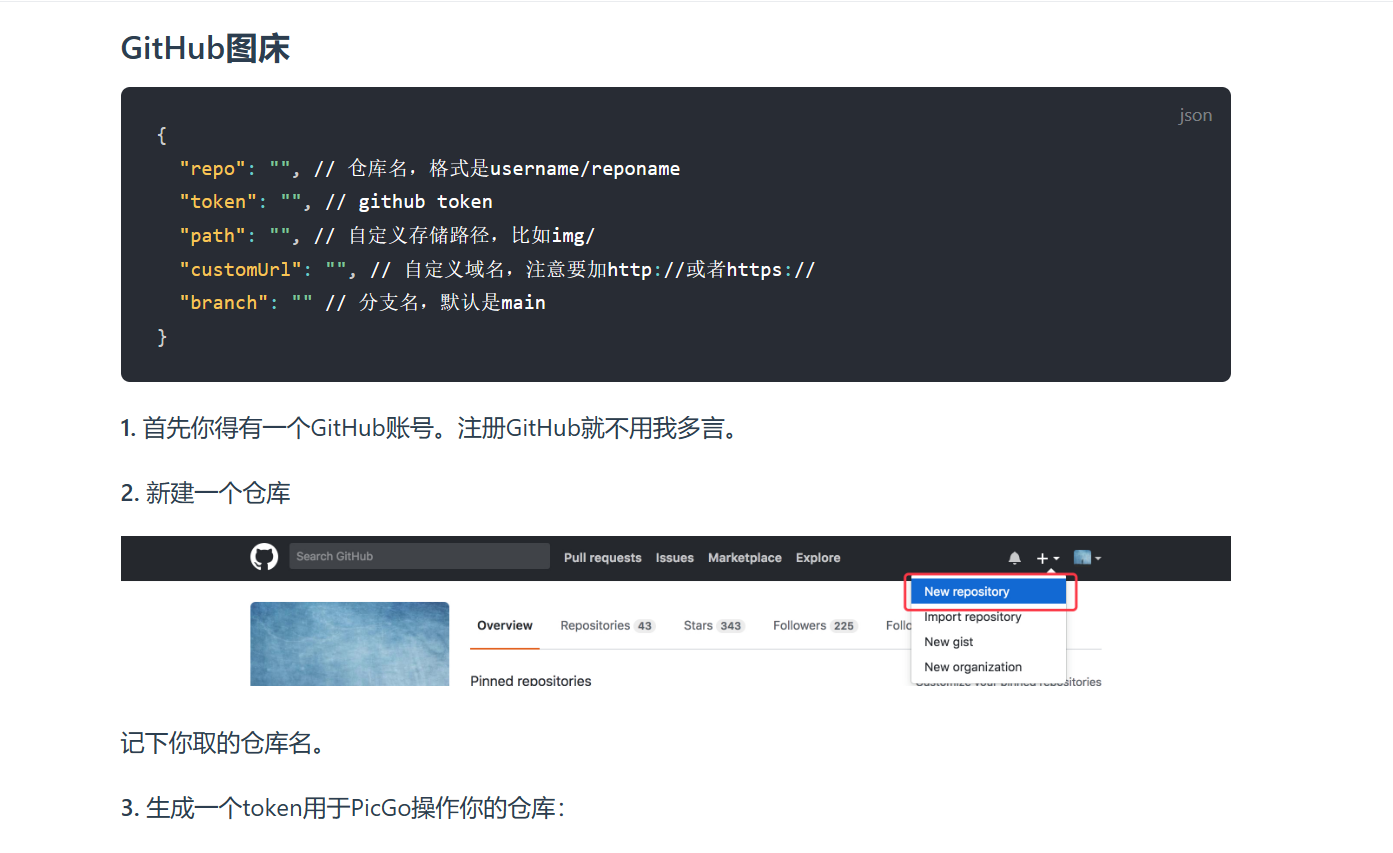 GitHub图床
json
{
"repo": "", // 仓库名，格式是username/reponame
"token": "", // github token
"path": "", // 自定义存储路径，比如img/
"customUrl": "", // 自定义域名，注意要加http://或者https://
"branch": "" // 分支名，默认是main
}
1. 首先你得有一个GitHub账号。注册GitHub就不用我多言。
2. 新建一个仓库
Search GitHub Pull requests Issues Marketplace Explore
New repository
Import repository
New gist
New organization
Overview Repositories 43 Stars 343 Followers 225 Follo
Pinned repositories
Customize your pinned repositories
记下你取的仓库名。
3. 生成一个token用于PicGo操作你的仓库：